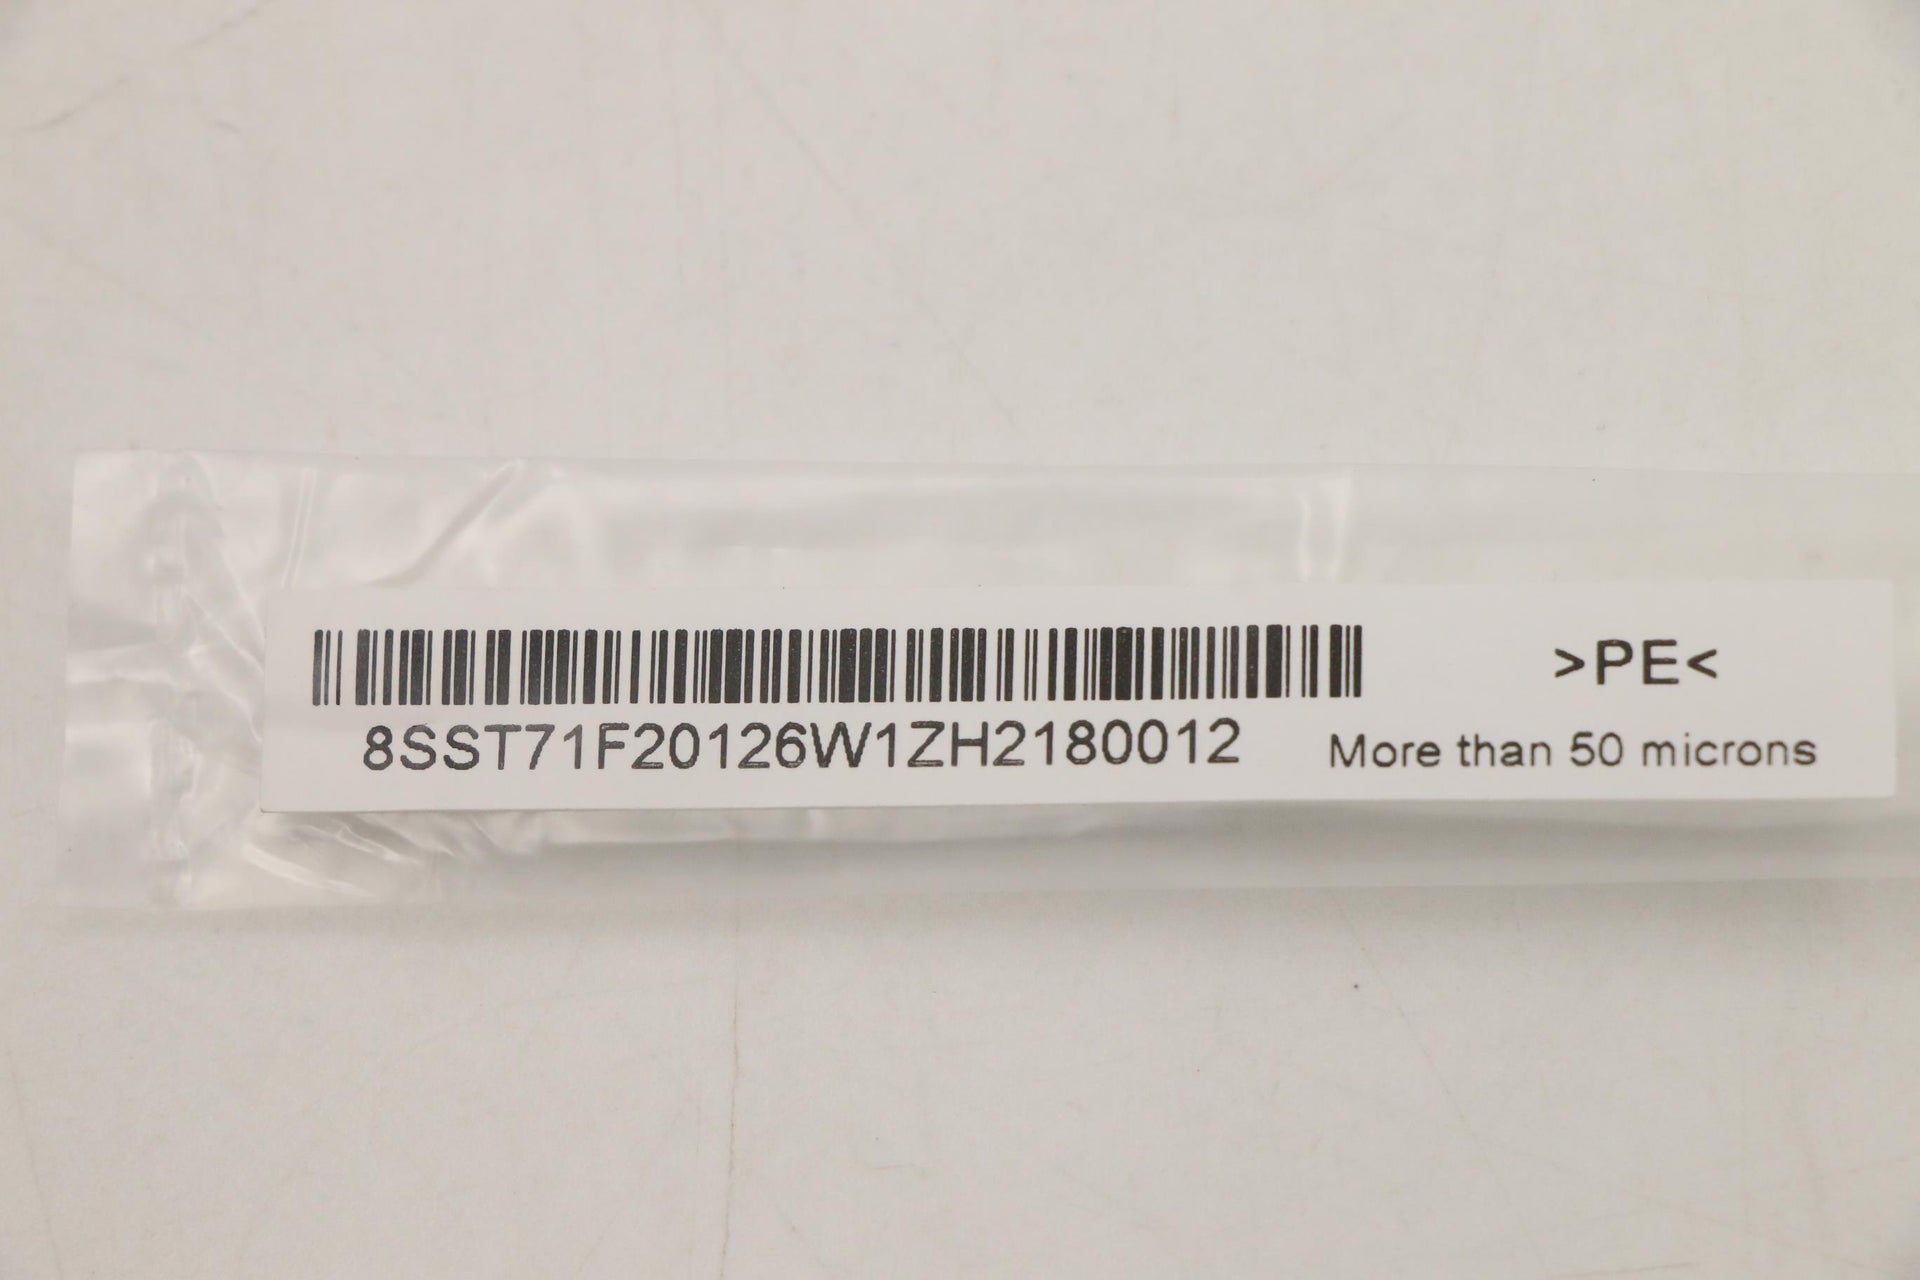 8SST71F20126W1ZH2180012
>PE<
More than 50 microns